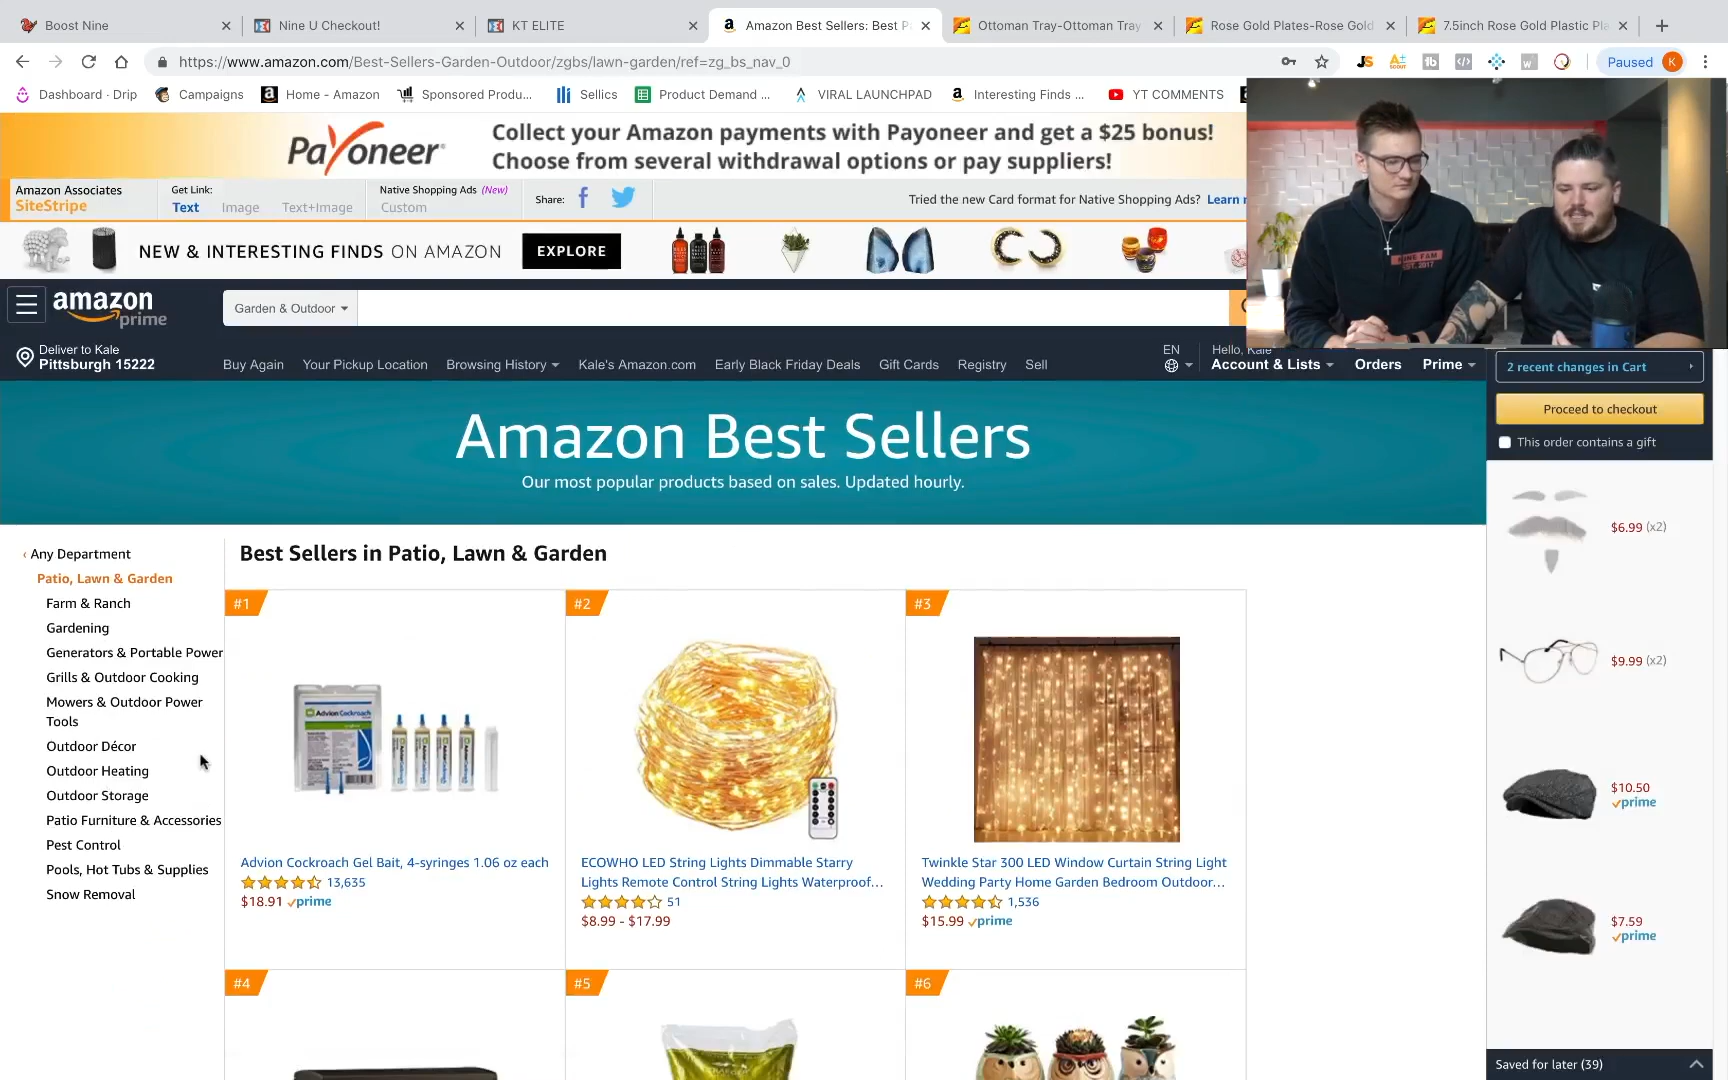 Boost Nine
Nine U Checkout!
KT ELITE
Amazon Best Sellers: Best P
Ottoman Tray-Ottoman Tray
Rose Gold Plates-Rose Gold
7.5inch Rose Gold Plastic Pla
https://www.amazon.com/Best-Sellers-Garden-Outdoor/zgbs/lawn-garden/ref=zg_bs_nav_0
Paused K
Dashboard · Drip
Campaigns
Home - Amazon
Sponsored Produ...
Sellics
Product Demand ...
VIRAL LAUNCHPAD
Interesting Finds ...
YT COMMENTS
Payoneer
Collect your Amazon payments with Payoneer and get a $25 bonus!
Choose from several withdrawal options or pay suppliers!
Amazon Associates
SiteStripe
Get Link:
Text Image Text+Image
Native Shopping Ads (New)
Custom
Share:
Tried the new Card format for Native Shopping Ads? Learn
NEW & INTERESTING FINDS ON AMAZON EXPLORE
NINE FAM
EST. 2017
amazon
prime
Garden & Outdoor
Deliver to Kale
Pittsburgh 15222
Buy Again
Your Pickup Location
Browsing History
Kale's Amazon.com
Early Black Friday Deals
Gift Cards
Registry
Sell
EN
Hello, Kale
Account & Lists
Orders
Prime
2 recent changes in Cart
Proceed to checkout
This order contains a gift
Amazon Best Sellers
Our most popular products based on sales. Updated hourly.
‹ Any Department
Patio, Lawn & Garden
Farm & Ranch
Gardening
Generators & Portable Power
Grills & Outdoor Cooking
Mowers & Outdoor Power
Tools
Outdoor Décor
Outdoor Heating
Outdoor Storage
Patio Furniture & Accessories
Pest Control
Pools, Hot Tubs & Supplies
Snow Removal
Best Sellers in Patio, Lawn & Garden
#1
Advion Cockroach
Advion Cockroach Gel Bait, 4-syringes 1.06 oz each
13,635
$18.91 prime
#2
ECOWHO LED String Lights Dimmable Starry
Lights Remote Control String Lights Waterproof...
51
$8.99 - $17.99
#3
Twinkle Star 300 LED Window Curtain String Light
Wedding Party Home Garden Bedroom Outdoor...
1,536
$15.99 prime
#4
#5
#6
$6.99 (x2)
$9.99 (x2)
$10.50
prime
$7.59
prime
Saved for later (39)